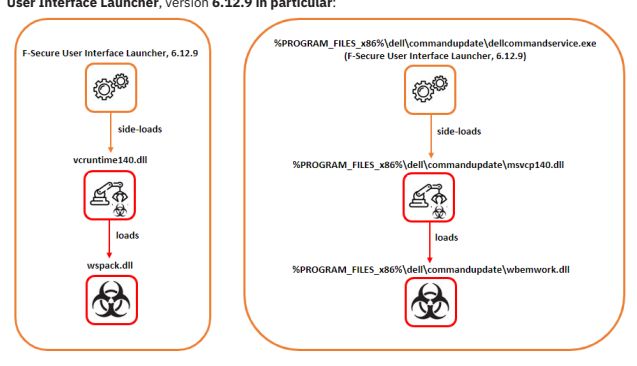 User Interface Launcher, version 6.12.9 in particular:
F-Secure User Interface Launcher, 6.12.9
side-loads
vcruntime140.dll
loads
wspack.dll
%PROGRAM_FILES_x86%\dell\commandupdate\dellcommandservice.exe
(F-Secure User Interface Launcher, 6.12.9)
side-loads
%PROGRAM_FILES_x86%\dell\commandupdate\msvcp140.dll
loads
%PROGRAM_FILES_x86%\dell\commandupdate\wbemwork.dll